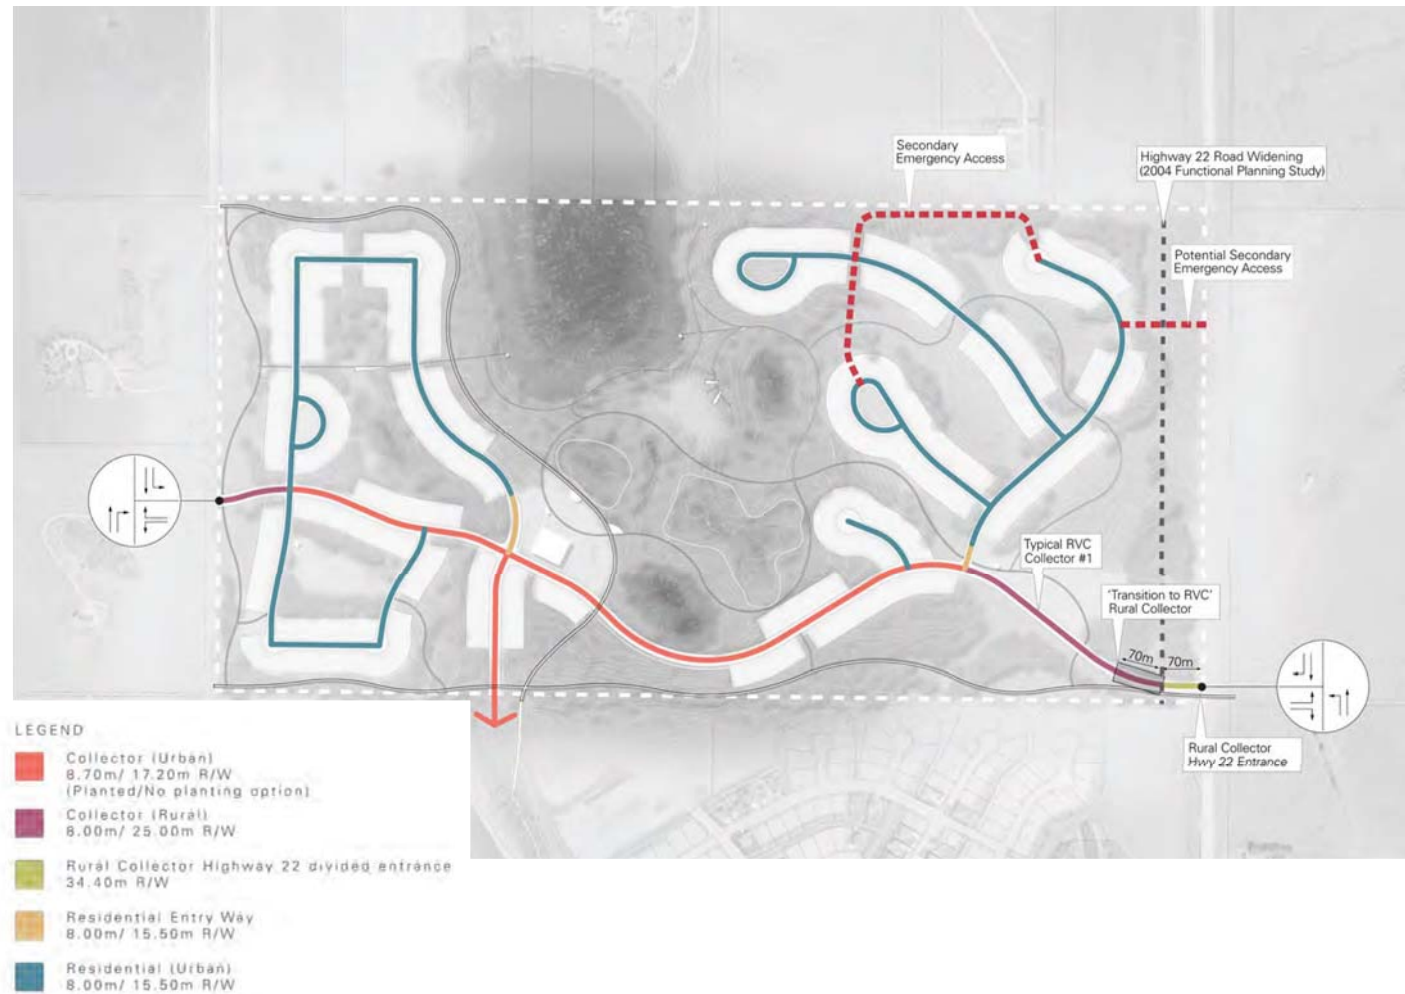 Secondary
Emergency Access
Highway 22 Road Widening
(2004 Functional Planning Study)
Potential Secondary
Emergency Access
Typical RVC
Collector #1
'Transition to RVC'
Rural Collector
70m
70m
Rural Collector
Hwy 22 Entrance
LEGEND
Collector (Urban)
8.70m/ 17.20m R/W
(Planted/No planting option)
Collector (Rural)
8.00m/ 25.00m R/W
Rural Collector Highway 22 divided entrance
34.40m R/W
Residential Entry Way
8.00m/ 15.50m R/W
Residential (Urban)
8.00m/ 15.50m R/W